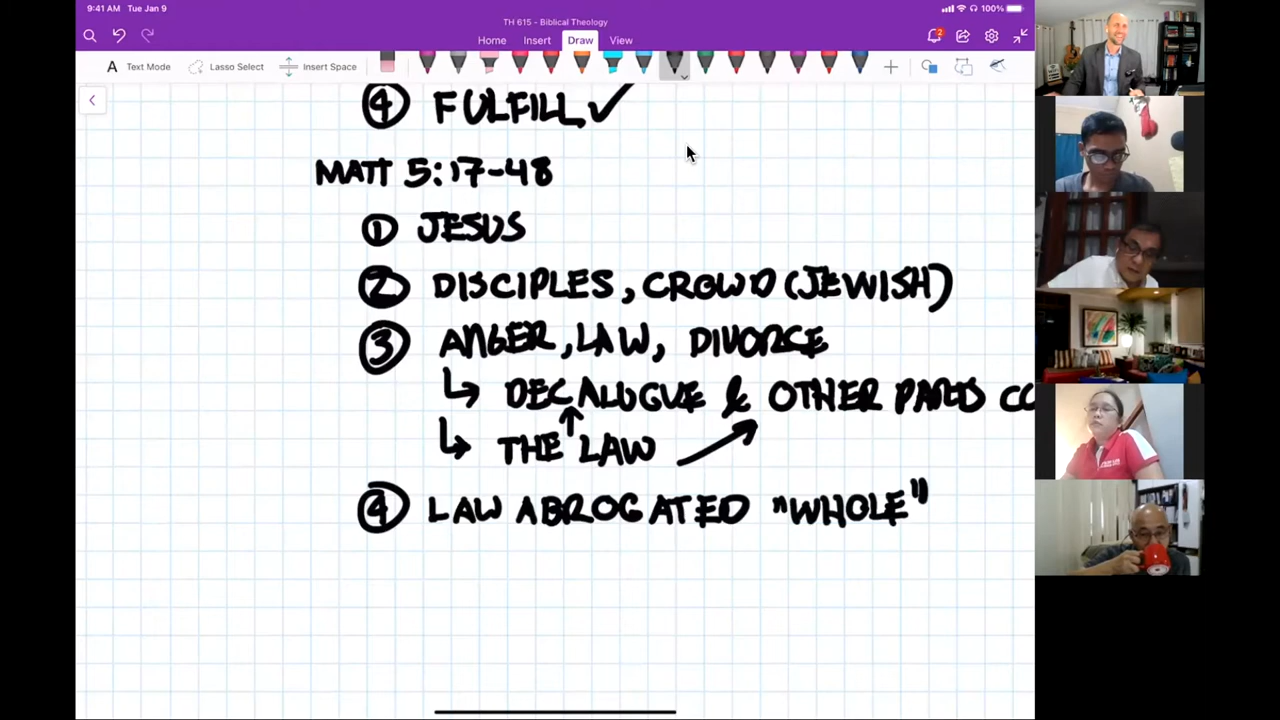 9:41 AM Tue Jan 9
100%
TH 615 - Biblical Theology
Home Insert Draw View
2
Text Mode Lasso Select Insert Space
④ FULFILL ✓
MATT 5:17-48
① JESUS
② DISCIPLES, CROWD (JEWISH)
③ ANGER, LAW, DIVORCE
↳ DECALOGUE & OTHER PARTS CO
↳ THE LAW
④ LAW ABROGATED "WHOLE"